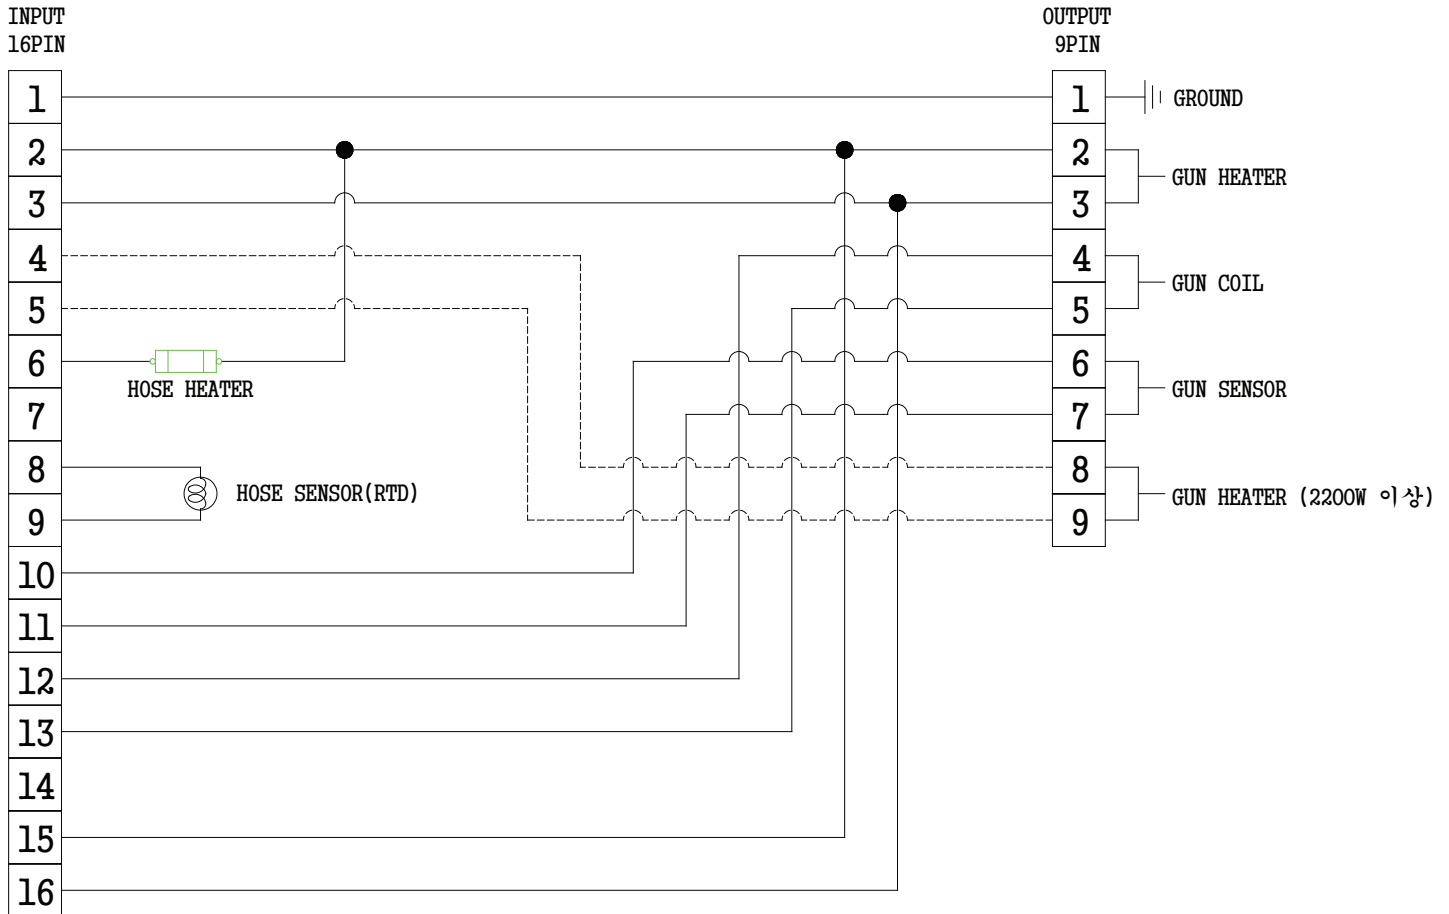 INPUT
16PIN
OUTPUT
9PIN
1
2
3
4
5
6
7
8
9
10
11
12
13
14
15
16
HOSE HEATER
HOSE SENSOR(RTD)
1
2
3
4
5
6
7
8
9
GROUND
GUN HEATER
GUN COIL
GUN SENSOR
GUN HEATER (2200W 이상)